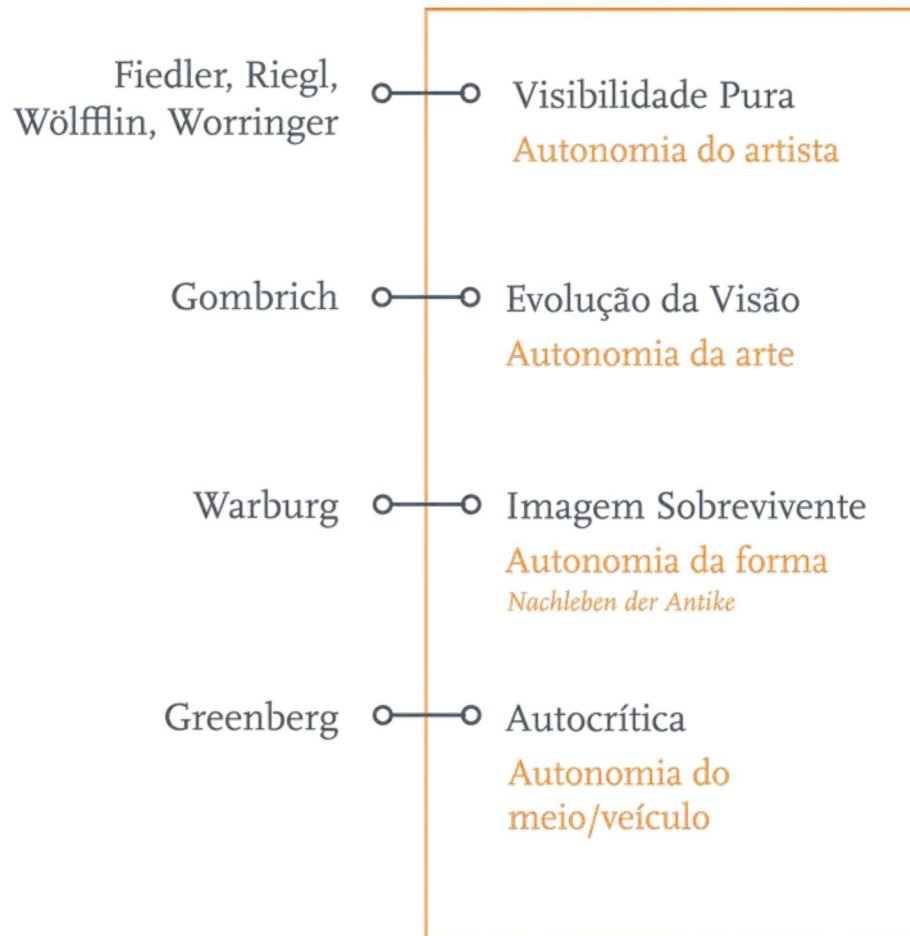 Fiedler, Riegl,
Wölfflin, Worringer
Visibilidade Pura
Autonomia do artista
Gombrich
Evolução da Visão
Autonomia da arte
Warburg
Imagem Sobrevivente
Autonomia da forma
Nachleben der Antike
Greenberg
Autocrítica
Autonomia do
meio/veículo